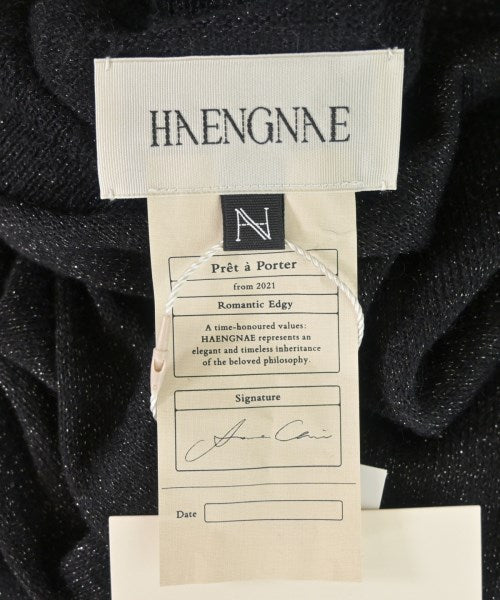 HAENGNAE
Prêt à Porter
from 2021
Romantic Edgy
A time-honoured values:
HAENGNAE represents an
elegant and timeless inheritance
of the beloved philosophy.
Signature
Date